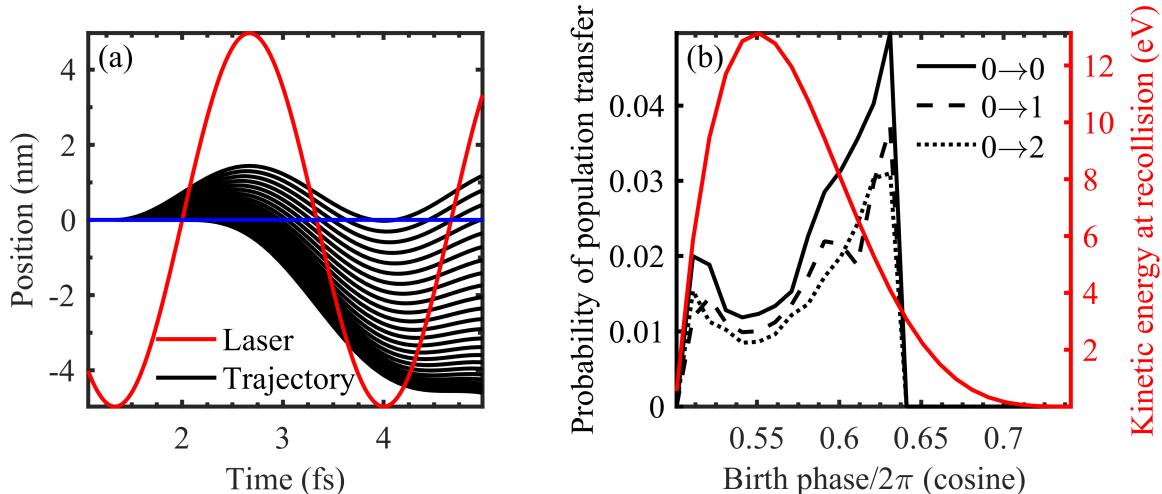 (a)
4
2
0
-2
-4
Position (nm)
Laser
Trajectory
2
3
4
Time (fs)
(b)
0→0
0→1
0→2
0.04
0.03
0.02
0.01
0
Probability of population transfer
12
10
8
6
4
2
Kinetic energy at recollision (eV)
0.55
0.6
0.65
0.7
Birth phase/2π (cosine)